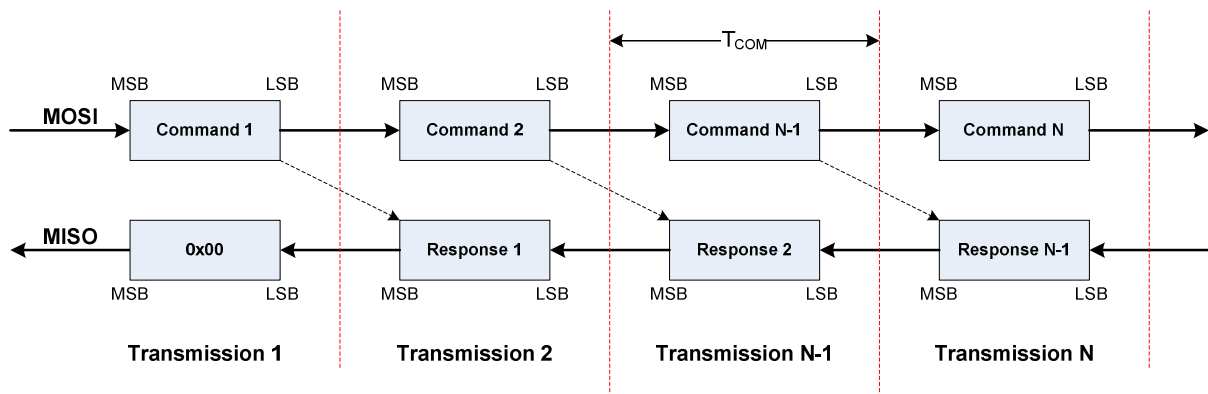 T_COM
MSB LSB MSB LSB MSB LSB MSB LSB
MOSI Command 1 Command 2 Command N-1 Command N
MISO 0x00 Response 1 Response 2 Response N-1
MSB LSB MSB LSB MSB LSB MSB LSB
Transmission 1 Transmission 2 Transmission N-1 Transmission N